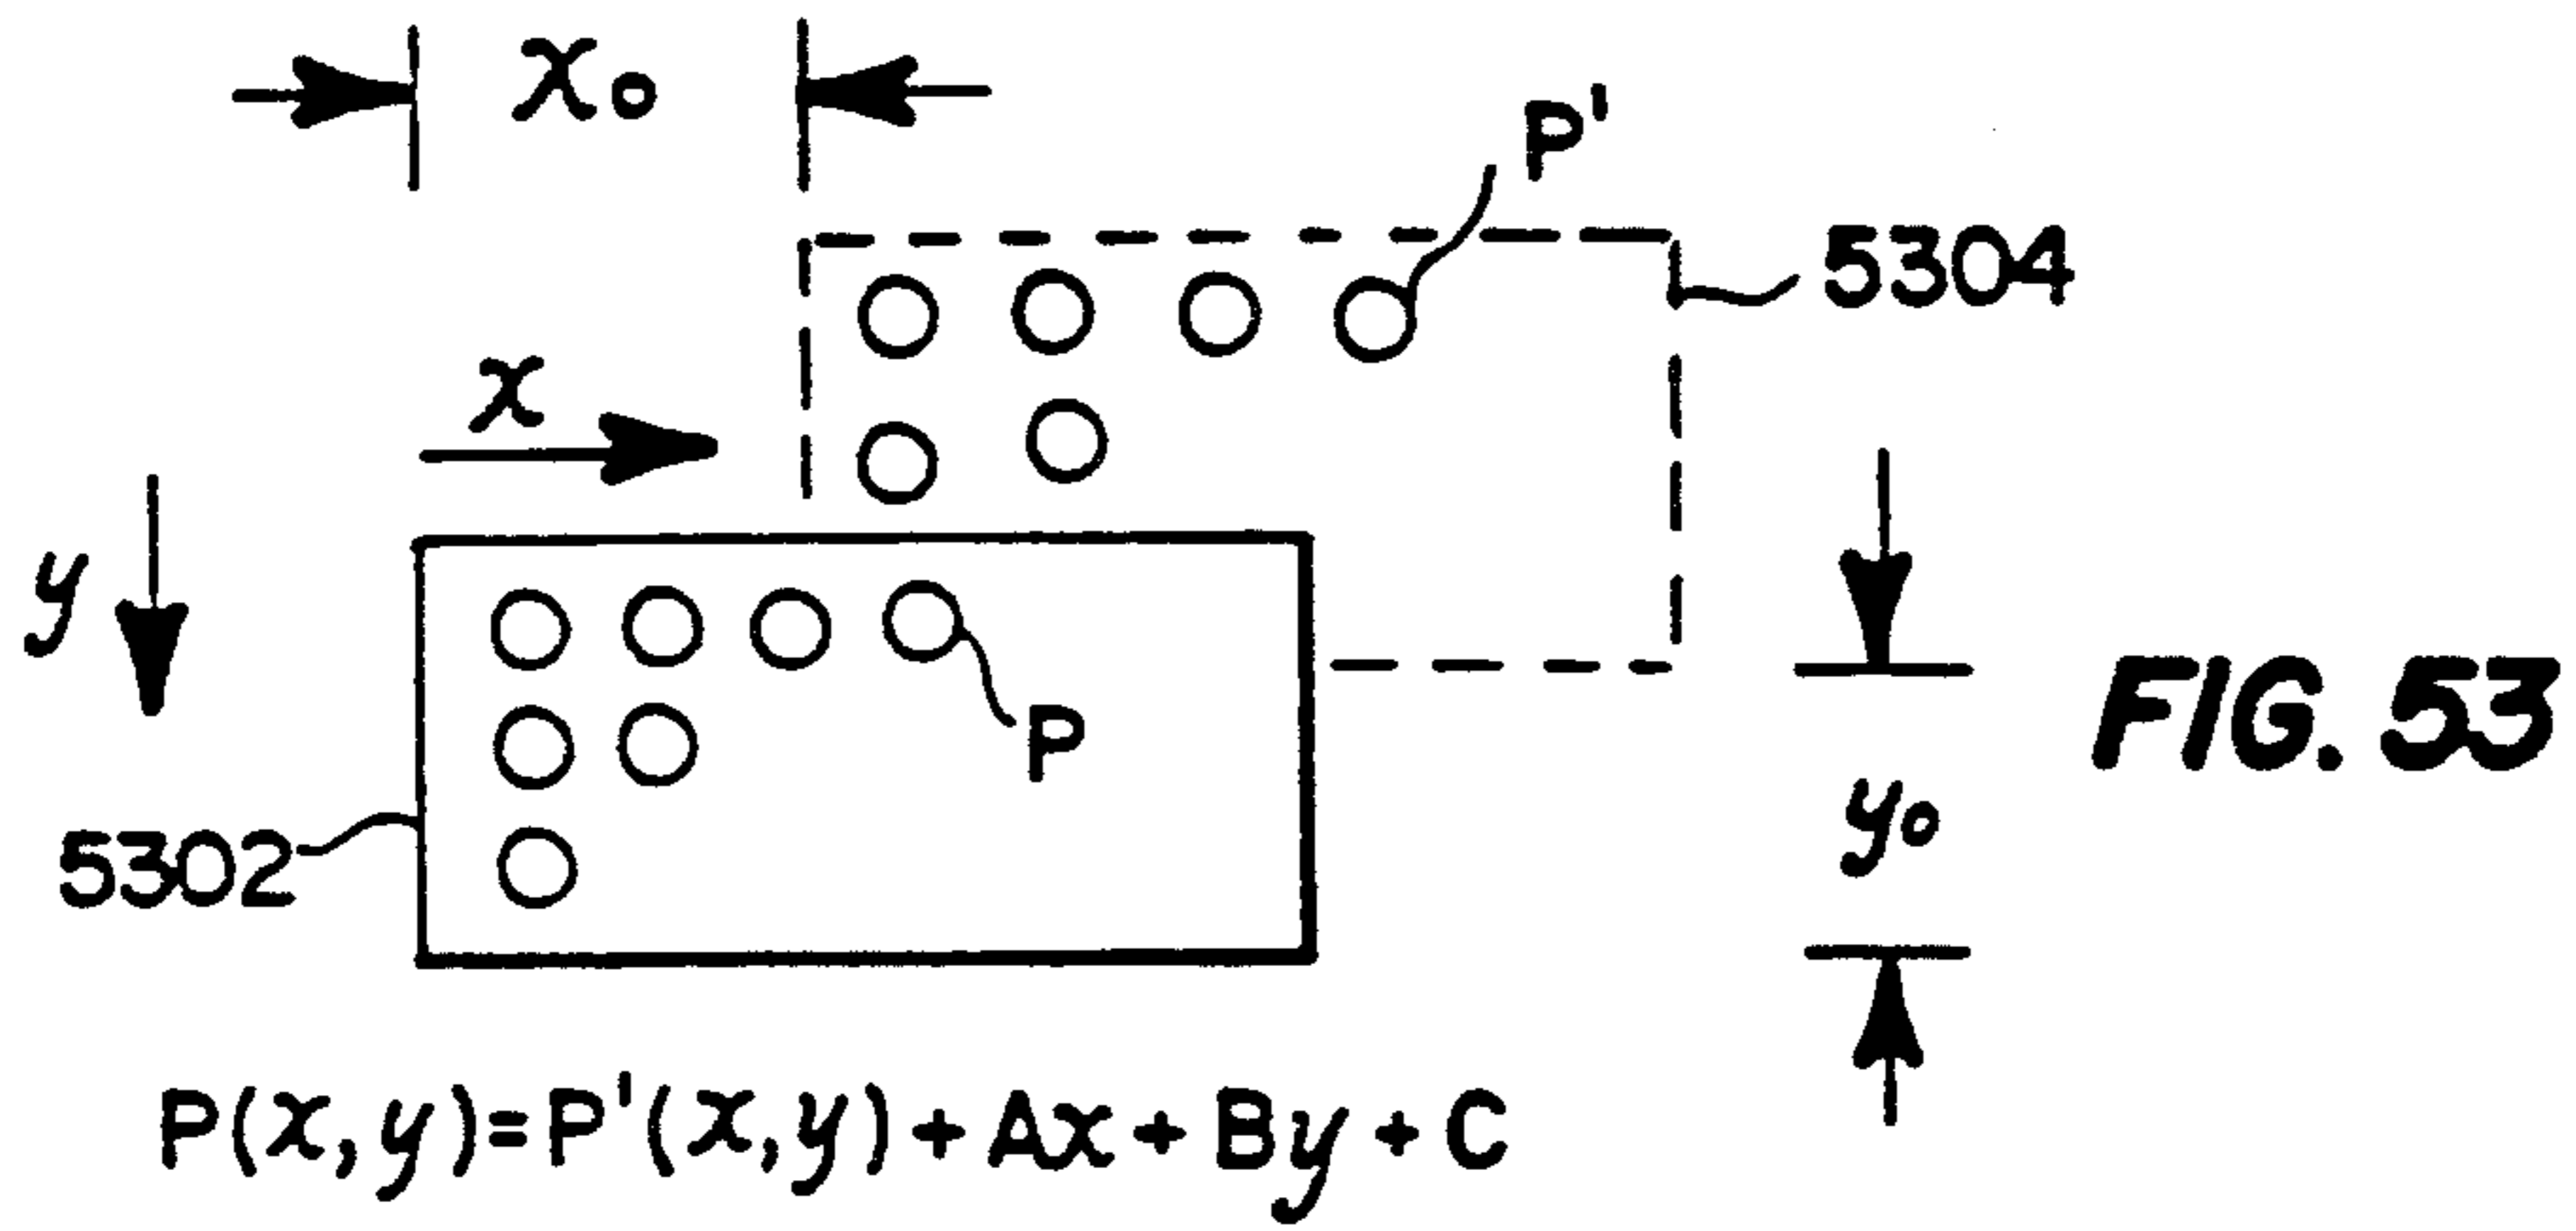 x₀
P'
5304
x
y
P
FIG. 53
y₀
5302
P(x,y)=P'(x,y)+Ax+By+C